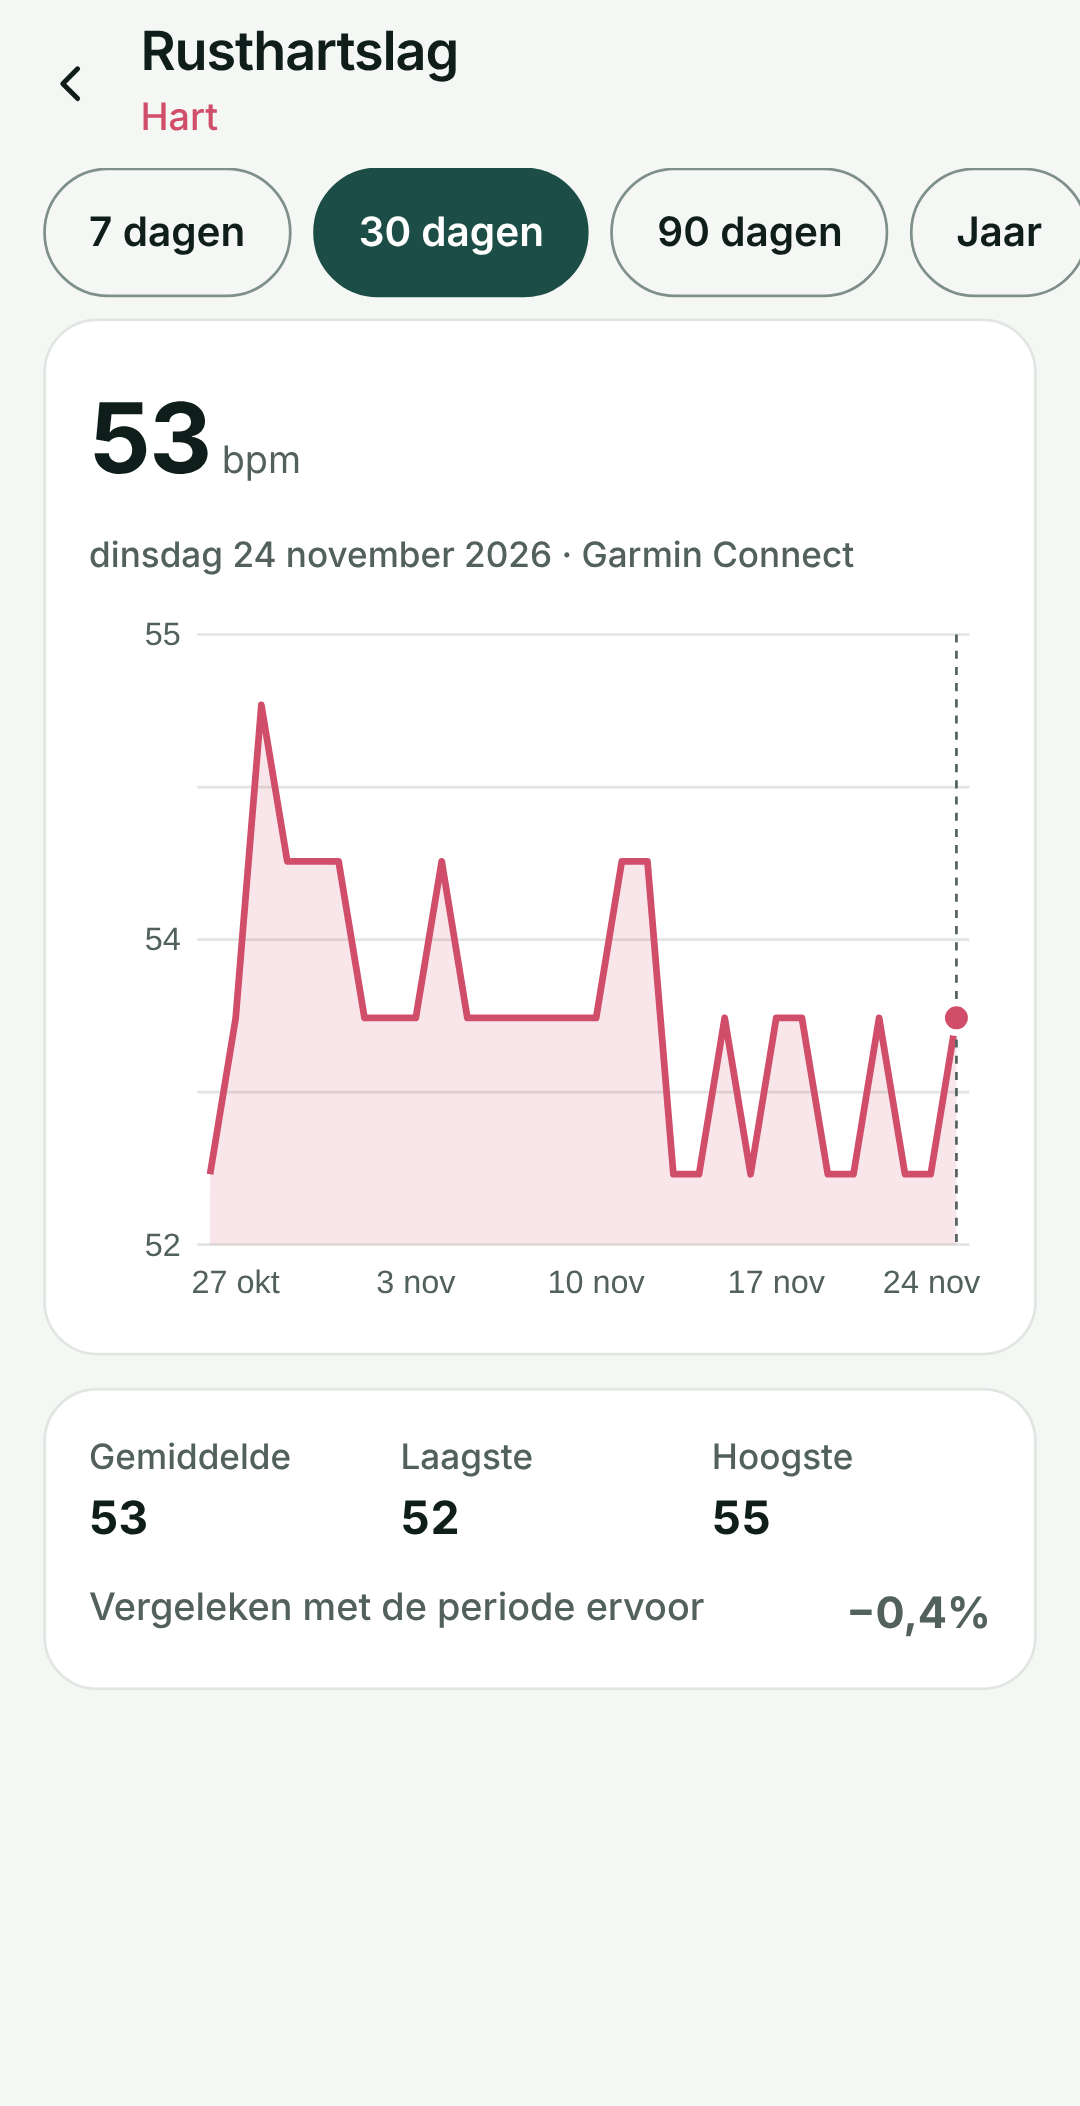 Rusthartslag
Hart
7 dagen 30 dagen 90 dagen Jaar
53 bpm
dinsdag 24 november 2026 · Garmin Connect
55
54
52
27 okt 3 nov 10 nov 17 nov 24 nov
Gemiddelde Laagste Hoogste
53 52 55
Vergeleken met de periode ervoor −0,4%